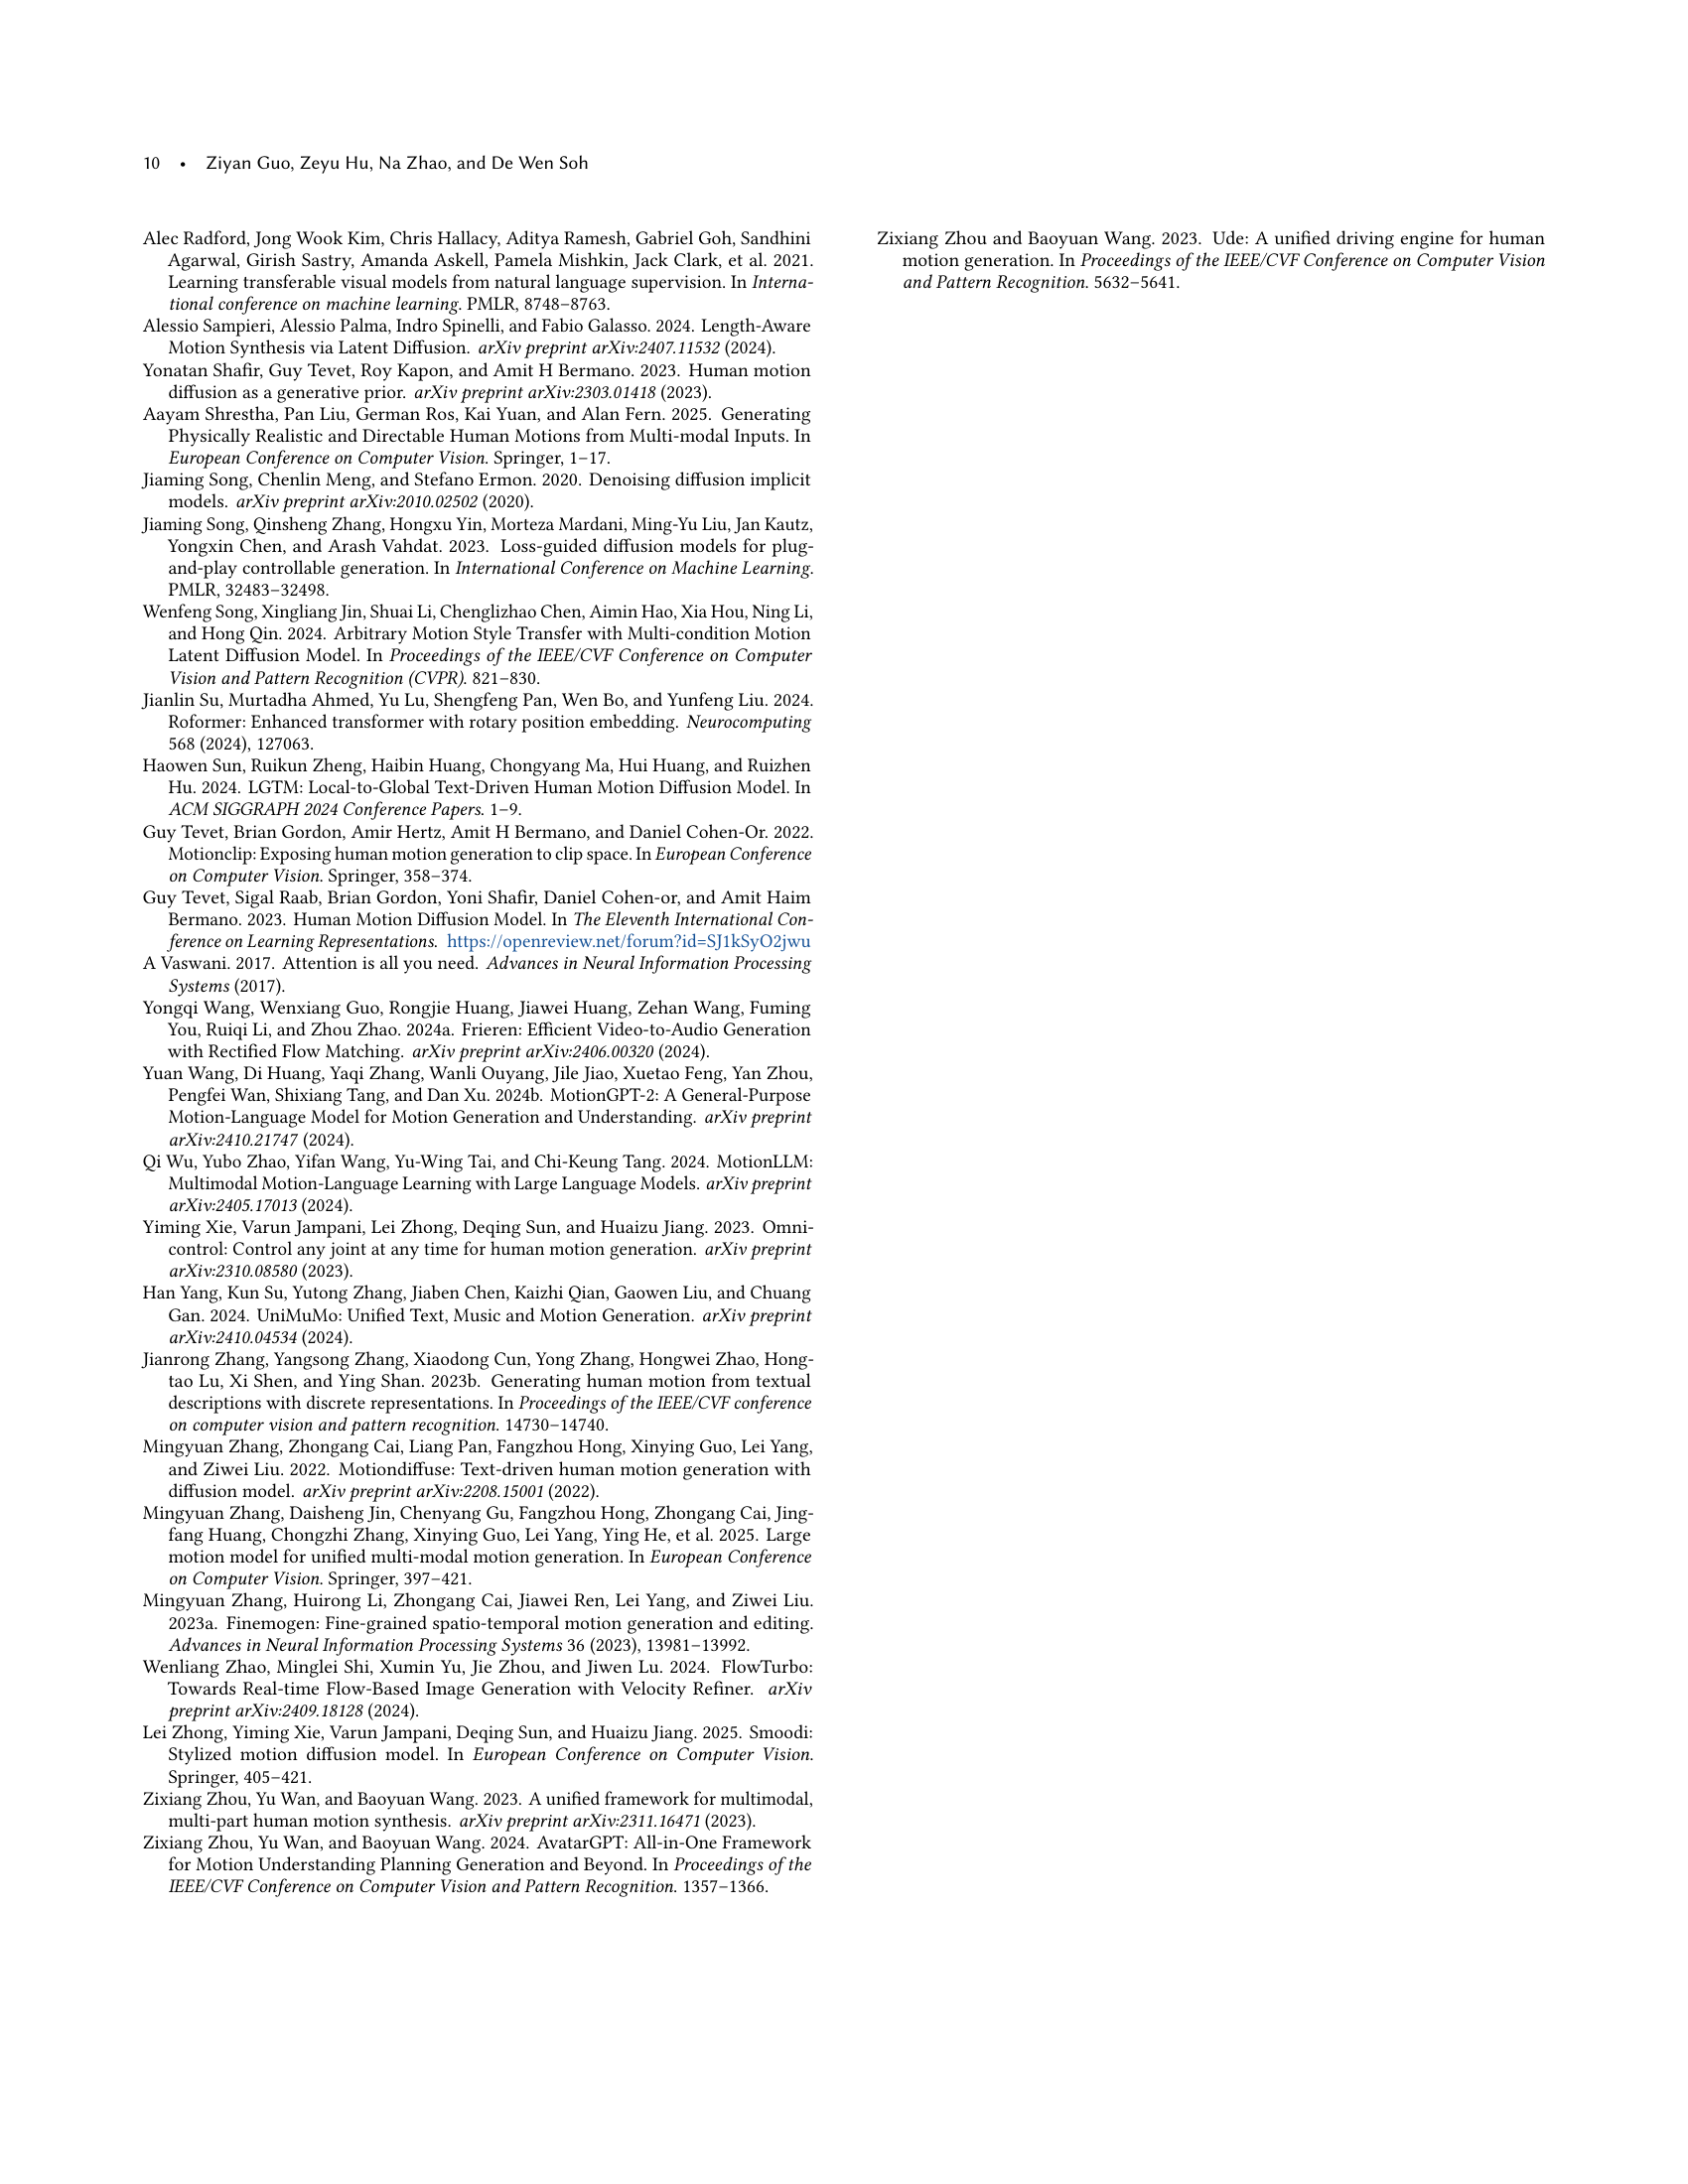 10 • Ziyan Guo, Zeyu Hu, Na Zhao, and De Wen Soh
Alec Radford, Jong Wook Kim, Chris Hallacy, Aditya Ramesh, Gabriel Goh, Sandhini
Agarwal, Girish Sastry, Amanda Askell, Pamela Mishkin, Jack Clark, et al. 2021.
Learning transferable visual models from natural language supervision. In Interna-
tional conference on machine learning. PMLR, 8748–8763.
Alessio Sampieri, Alessio Palma, Indro Spinelli, and Fabio Galasso. 2024. Length-Aware
Motion Synthesis via Latent Diffusion. arXiv preprint arXiv:2407.11532 (2024).
Yonatan Shafir, Guy Tevet, Roy Kapon, and Amit H Bermano. 2023. Human motion
diffusion as a generative prior. arXiv preprint arXiv:2303.01418 (2023).
Aayam Shrestha, Pan Liu, German Ros, Kai Yuan, and Alan Fern. 2025. Generating
Physically Realistic and Directable Human Motions from Multi-modal Inputs. In
European Conference on Computer Vision. Springer, 1–17.
Jiaming Song, Chenlin Meng, and Stefano Ermon. 2020. Denoising diffusion implicit
models. arXiv preprint arXiv:2010.02502 (2020).
Jiaming Song, Qinsheng Zhang, Hongxu Yin, Morteza Mardani, Ming-Yu Liu, Jan Kautz,
Yongxin Chen, and Arash Vahdat. 2023. Loss-guided diffusion models for plug-
and-play controllable generation. In International Conference on Machine Learning.
PMLR, 32483–32498.
Wenfeng Song, Xingliang Jin, Shuai Li, Chenglizhao Chen, Aimin Hao, Xia Hou, Ning Li,
and Hong Qin. 2024. Arbitrary Motion Style Transfer with Multi-condition Motion
Latent Diffusion Model. In Proceedings of the IEEE/CVF Conference on Computer
Vision and Pattern Recognition (CVPR). 821–830.
Jianlin Su, Murtadha Ahmed, Yu Lu, Shengfeng Pan, Wen Bo, and Yunfeng Liu. 2024.
Roformer: Enhanced transformer with rotary position embedding. Neurocomputing
568 (2024), 127063.
Haowen Sun, Ruikun Zheng, Haibin Huang, Chongyang Ma, Hui Huang, and Ruizhen
Hu. 2024. LGTM: Local-to-Global Text-Driven Human Motion Diffusion Model. In
ACM SIGGRAPH 2024 Conference Papers. 1–9.
Guy Tevet, Brian Gordon, Amir Hertz, Amit H Bermano, and Daniel Cohen-Or. 2022.
Motionclip: Exposing human motion generation to clip space. In European Conference
on Computer Vision. Springer, 358–374.
Guy Tevet, Sigal Raab, Brian Gordon, Yoni Shafir, Daniel Cohen-or, and Amit Haim
Bermano. 2023. Human Motion Diffusion Model. In The Eleventh International Con-
ference on Learning Representations. https://openreview.net/forum?id=SJ1kSyO2jwu
A Vaswani. 2017. Attention is all you need. Advances in Neural Information Processing
Systems (2017).
Yongqi Wang, Wenxiang Guo, Rongjie Huang, Jiawei Huang, Zehan Wang, Fuming
You, Ruiqi Li, and Zhou Zhao. 2024a. Frieren: Efficient Video-to-Audio Generation
with Rectified Flow Matching. arXiv preprint arXiv:2406.00320 (2024).
Yuan Wang, Di Huang, Yaqi Zhang, Wanli Ouyang, Jile Jiao, Xuetao Feng, Yan Zhou,
Pengfei Wan, Shixiang Tang, and Dan Xu. 2024b. MotionGPT-2: A General-Purpose
Motion-Language Model for Motion Generation and Understanding. arXiv preprint
arXiv:2410.21747 (2024).
Qi Wu, Yubo Zhao, Yifan Wang, Yu-Wing Tai, and Chi-Keung Tang. 2024. MotionLLM:
Multimodal Motion-Language Learning with Large Language Models. arXiv preprint
arXiv:2405.17013 (2024).
Yiming Xie, Varun Jampani, Lei Zhong, Deqing Sun, and Huaizu Jiang. 2023. Omni-
control: Control any joint at any time for human motion generation. arXiv preprint
arXiv:2310.08580 (2023).
Han Yang, Kun Su, Yutong Zhang, Jiaben Chen, Kaizhi Qian, Gaowen Liu, and Chuang
Gan. 2024. UniMuMo: Unified Text, Music and Motion Generation. arXiv preprint
arXiv:2410.04534 (2024).
Jianrong Zhang, Yangsong Zhang, Xiaodong Cun, Yong Zhang, Hongwei Zhao, Hong-
tao Lu, Xi Shen, and Ying Shan. 2023b. Generating human motion from textual
descriptions with discrete representations. In Proceedings of the IEEE/CVF conference
on computer vision and pattern recognition. 14730–14740.
Mingyuan Zhang, Zhongang Cai, Liang Pan, Fangzhou Hong, Xinying Guo, Lei Yang,
and Ziwei Liu. 2022. Motiondiffuse: Text-driven human motion generation with
diffusion model. arXiv preprint arXiv:2208.15001 (2022).
Mingyuan Zhang, Daisheng Jin, Chenyang Gu, Fangzhou Hong, Zhongang Cai, Jing-
fang Huang, Chongzhi Zhang, Xinying Guo, Lei Yang, Ying He, et al. 2025. Large
motion model for unified multi-modal motion generation. In European Conference
on Computer Vision. Springer, 397–421.
Mingyuan Zhang, Huirong Li, Zhongang Cai, Jiawei Ren, Lei Yang, and Ziwei Liu.
2023a. Finemogen: Fine-grained spatio-temporal motion generation and editing.
Advances in Neural Information Processing Systems 36 (2023), 13981–13992.
Wenliang Zhao, Minglei Shi, Xumin Yu, Jie Zhou, and Jiwen Lu. 2024. FlowTurbo:
Towards Real-time Flow-Based Image Generation with Velocity Refiner. arXiv
preprint arXiv:2409.18128 (2024).
Lei Zhong, Yiming Xie, Varun Jampani, Deqing Sun, and Huaizu Jiang. 2025. Smoodi:
Stylized motion diffusion model. In European Conference on Computer Vision.
Springer, 405–421.
Zixiang Zhou, Yu Wan, and Baoyuan Wang. 2023. A unified framework for multimodal,
multi-part human motion synthesis. arXiv preprint arXiv:2311.16471 (2023).
Zixiang Zhou, Yu Wan, and Baoyuan Wang. 2024. AvatarGPT: All-in-One Framework
for Motion Understanding Planning Generation and Beyond. In Proceedings of the
IEEE/CVF Conference on Computer Vision and Pattern Recognition. 1357–1366.
Zixiang Zhou and Baoyuan Wang. 2023. Ude: A unified driving engine for human
motion generation. In Proceedings of the IEEE/CVF Conference on Computer Vision
and Pattern Recognition. 5632–5641.